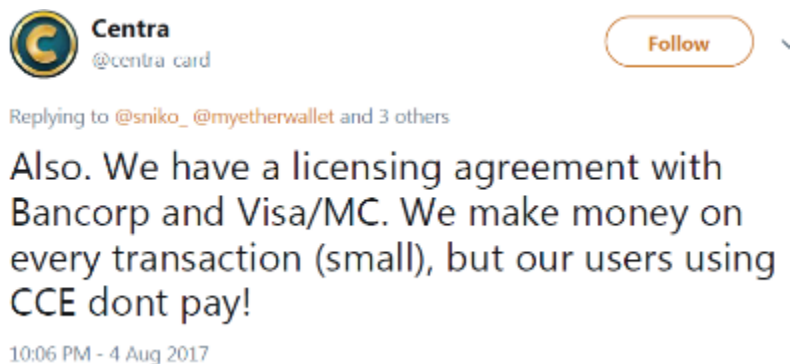 Centra
@centra_card
Follow
Replying to @sniko_ @myetherwallet and 3 others
Also. We have a licensing agreement with
Bancorp and Visa/MC. We make money on
every transaction (small), but our users using
CCE dont pay!
10:06 PM - 4 Aug 2017